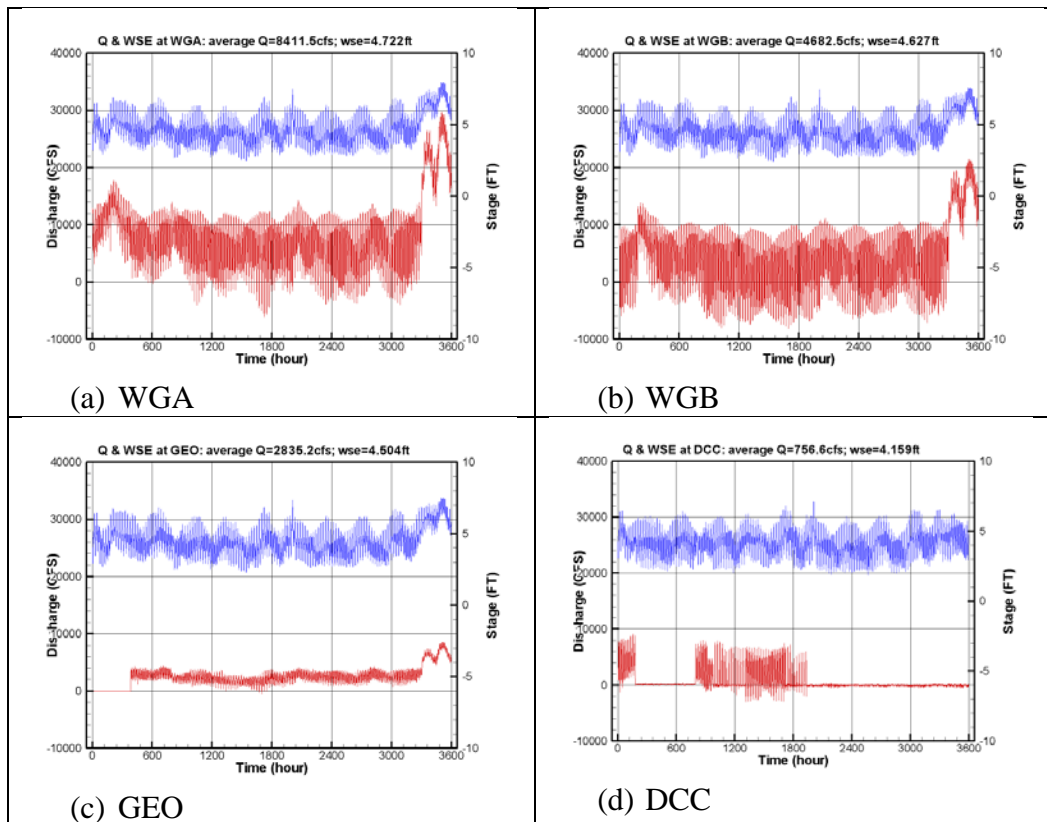 Q & WSE at WGA: average Q=8411.5cfs; wse=4.722ft
40000
30000
20000
10000
0
-10000
Discharge (CFS)
10
5
0
-5
-10
Stage (FT)
0 600 1200 1800 2400 3000 3600
Time (hour)
(a) WGA
Q & WSE at WGB: average Q=4682.5cfs; wse=4.627ft
40000
30000
20000
10000
0
-10000
Discharge (CFS)
10
5
0
-5
-10
Stage (FT)
0 600 1200 1800 2400 3000 3600
Time (hour)
(b) WGB
Q & WSE at GEO: average Q=2835.2cfs; wse=4.504ft
40000
30000
20000
10000
0
-10000
Discharge (CFS)
10
5
0
-5
-10
Stage (FT)
0 600 1200 1800 2400 3000 3600
Time (hour)
(c) GEO
Q & WSE at DCC: average Q=756.6cfs; wse=4.159ft
40000
30000
20000
10000
0
-10000
Discharge (CFS)
10
5
0
-5
-10
Stage (FT)
0 600 1200 1800 2400 3000 3600
Time (hour)
(d) DCC